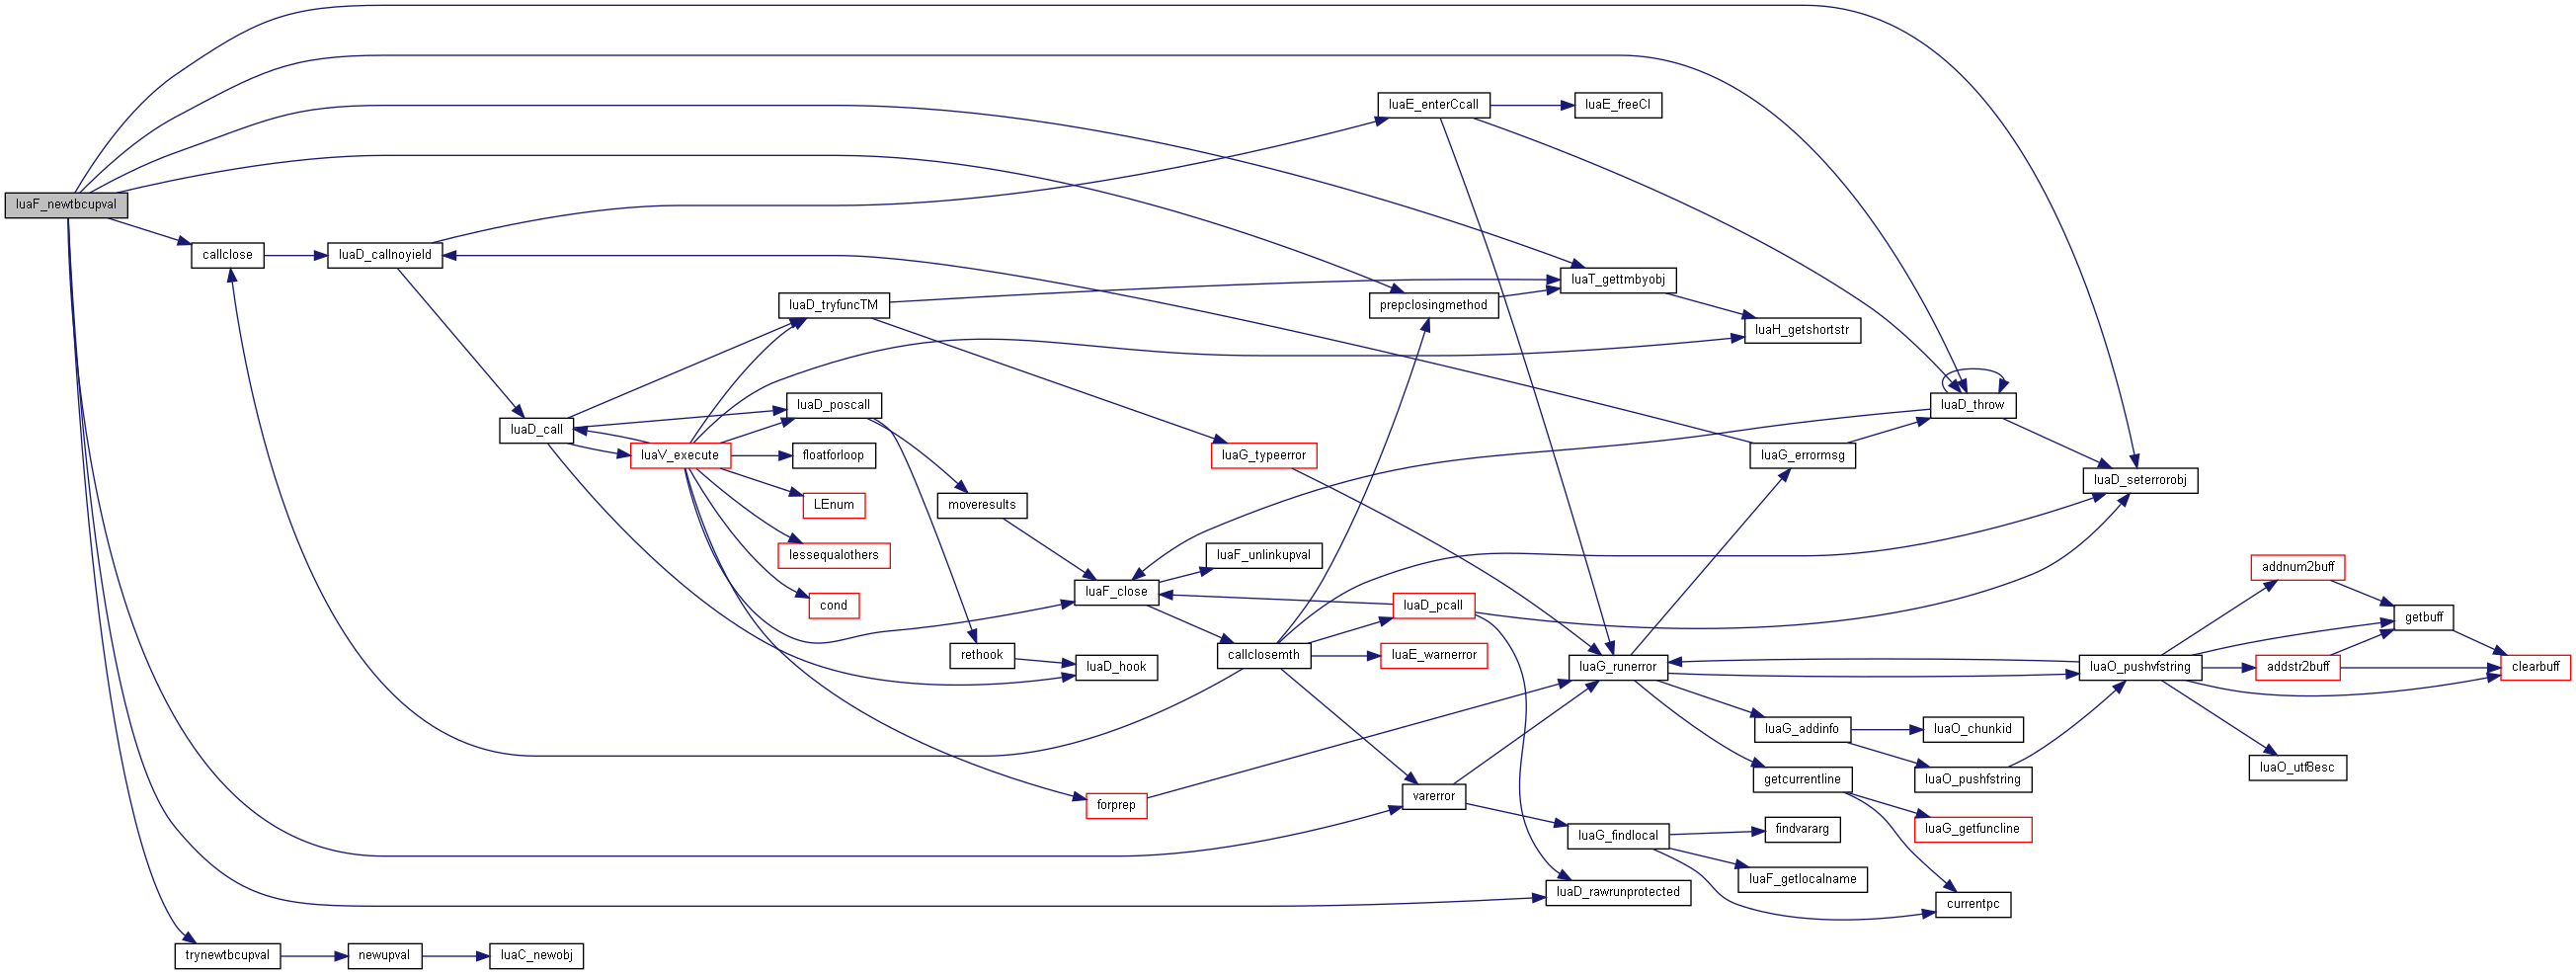 luaE_enterCcall
luaE_freeCI
luaF_newtbcupval
callclose
luaD_callnoyield
luaT_gettmbyobj
luaD_tryfuncTM
prepclosingmethod
luaH_getshortstr
luaD_poscall
luaD_throw
luaD_call
luaV_execute
floatforloop
luaG_typeerror
luaG_errormsg
luaD_seterrorobj
LEnum
moveresults
lessequalothers
luaF_unlinkupval
addnum2buff
luaF_close
cond
luaD_pcall
getbuff
rethook
luaD_hook
callclosemth
luaE_warnerror
luaG_runerror
luaO_pushvfstring
addstr2buff
clearbuff
luaG_addinfo
luaO_chunkid
luaO_utf8esc
getcurrentline
luaO_pushfstring
forprep
varerror
luaG_findlocal
findvararg
luaG_getfuncline
luaF_getlocalname
luaD_rawrunprotected
currentpc
trynewtbcupval
newupval
luaC_newobj